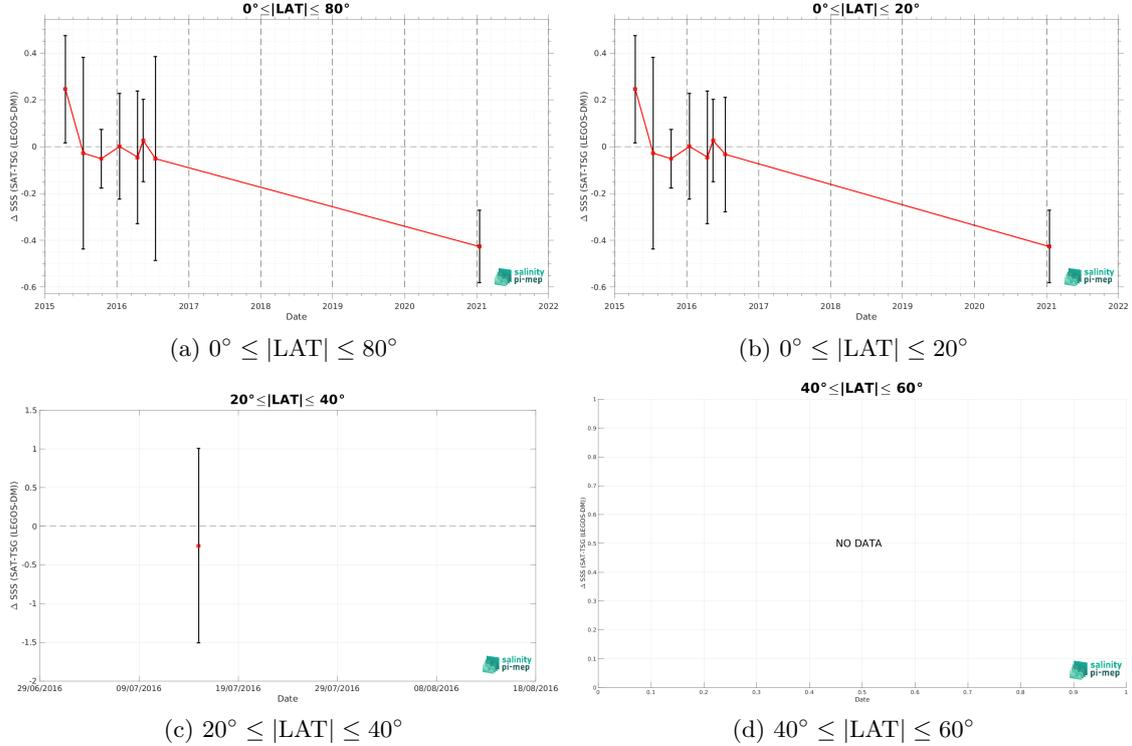 0°≤|LAT|≤ 80°
0.4
0.2
0
-0.2
-0.4
-0.6
Δ SSS (SAT-TSG (LEGOS-DM))
2015 2016 2017 2018 2019 2020 2021 2022
Date
salinity
pi-mep
(a) 0° ≤ |LAT| ≤ 80°
0°≤|LAT|≤ 20°
0.4
0.2
0
-0.2
-0.4
-0.6
Δ SSS (SAT-TSG (LEGOS-DM))
2015 2016 2017 2018 2019 2020 2021 2022
Date
salinity
pi-mep
(b) 0° ≤ |LAT| ≤ 20°
20°≤|LAT|≤ 40°
1.5
1
0.5
0
-0.5
-1
-1.5
-2
Δ SSS (SAT-TSG (LEGOS-DM))
29/06/2016 09/07/2016 19/07/2016 29/07/2016 08/08/2016 18/08/2016
Date
salinity
pi-mep
(c) 20° ≤ |LAT| ≤ 40°
40°≤|LAT|≤ 60°
1
0.9
0.8
0.7
0.6
0.5
0.4
0.3
0.2
0.1
0
Δ SSS (SAT-TSG (LEGOS-DM))
NO DATA
0 0.1 0.2 0.3 0.4 0.5 0.6 0.7 0.8 0.9 1
Date
salinity
pi-mep
(d) 40° ≤ |LAT| ≤ 60°